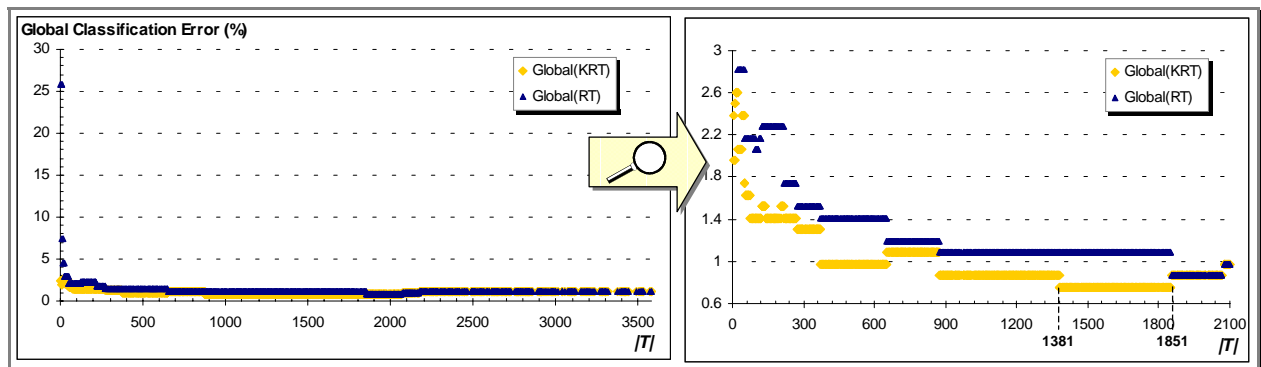 Global Classification Error (%)
30
25
20
15
10
5
0
Global(KRT)
Global(RT)
0 500 1000 1500 2000 2500 3000 3500
|T|
3
2.6
2.2
1.8
1.4
1
0.6
Global(KRT)
Global(RT)
0 300 600 900 1200 1500 1800 2100
1381 1851 |T|